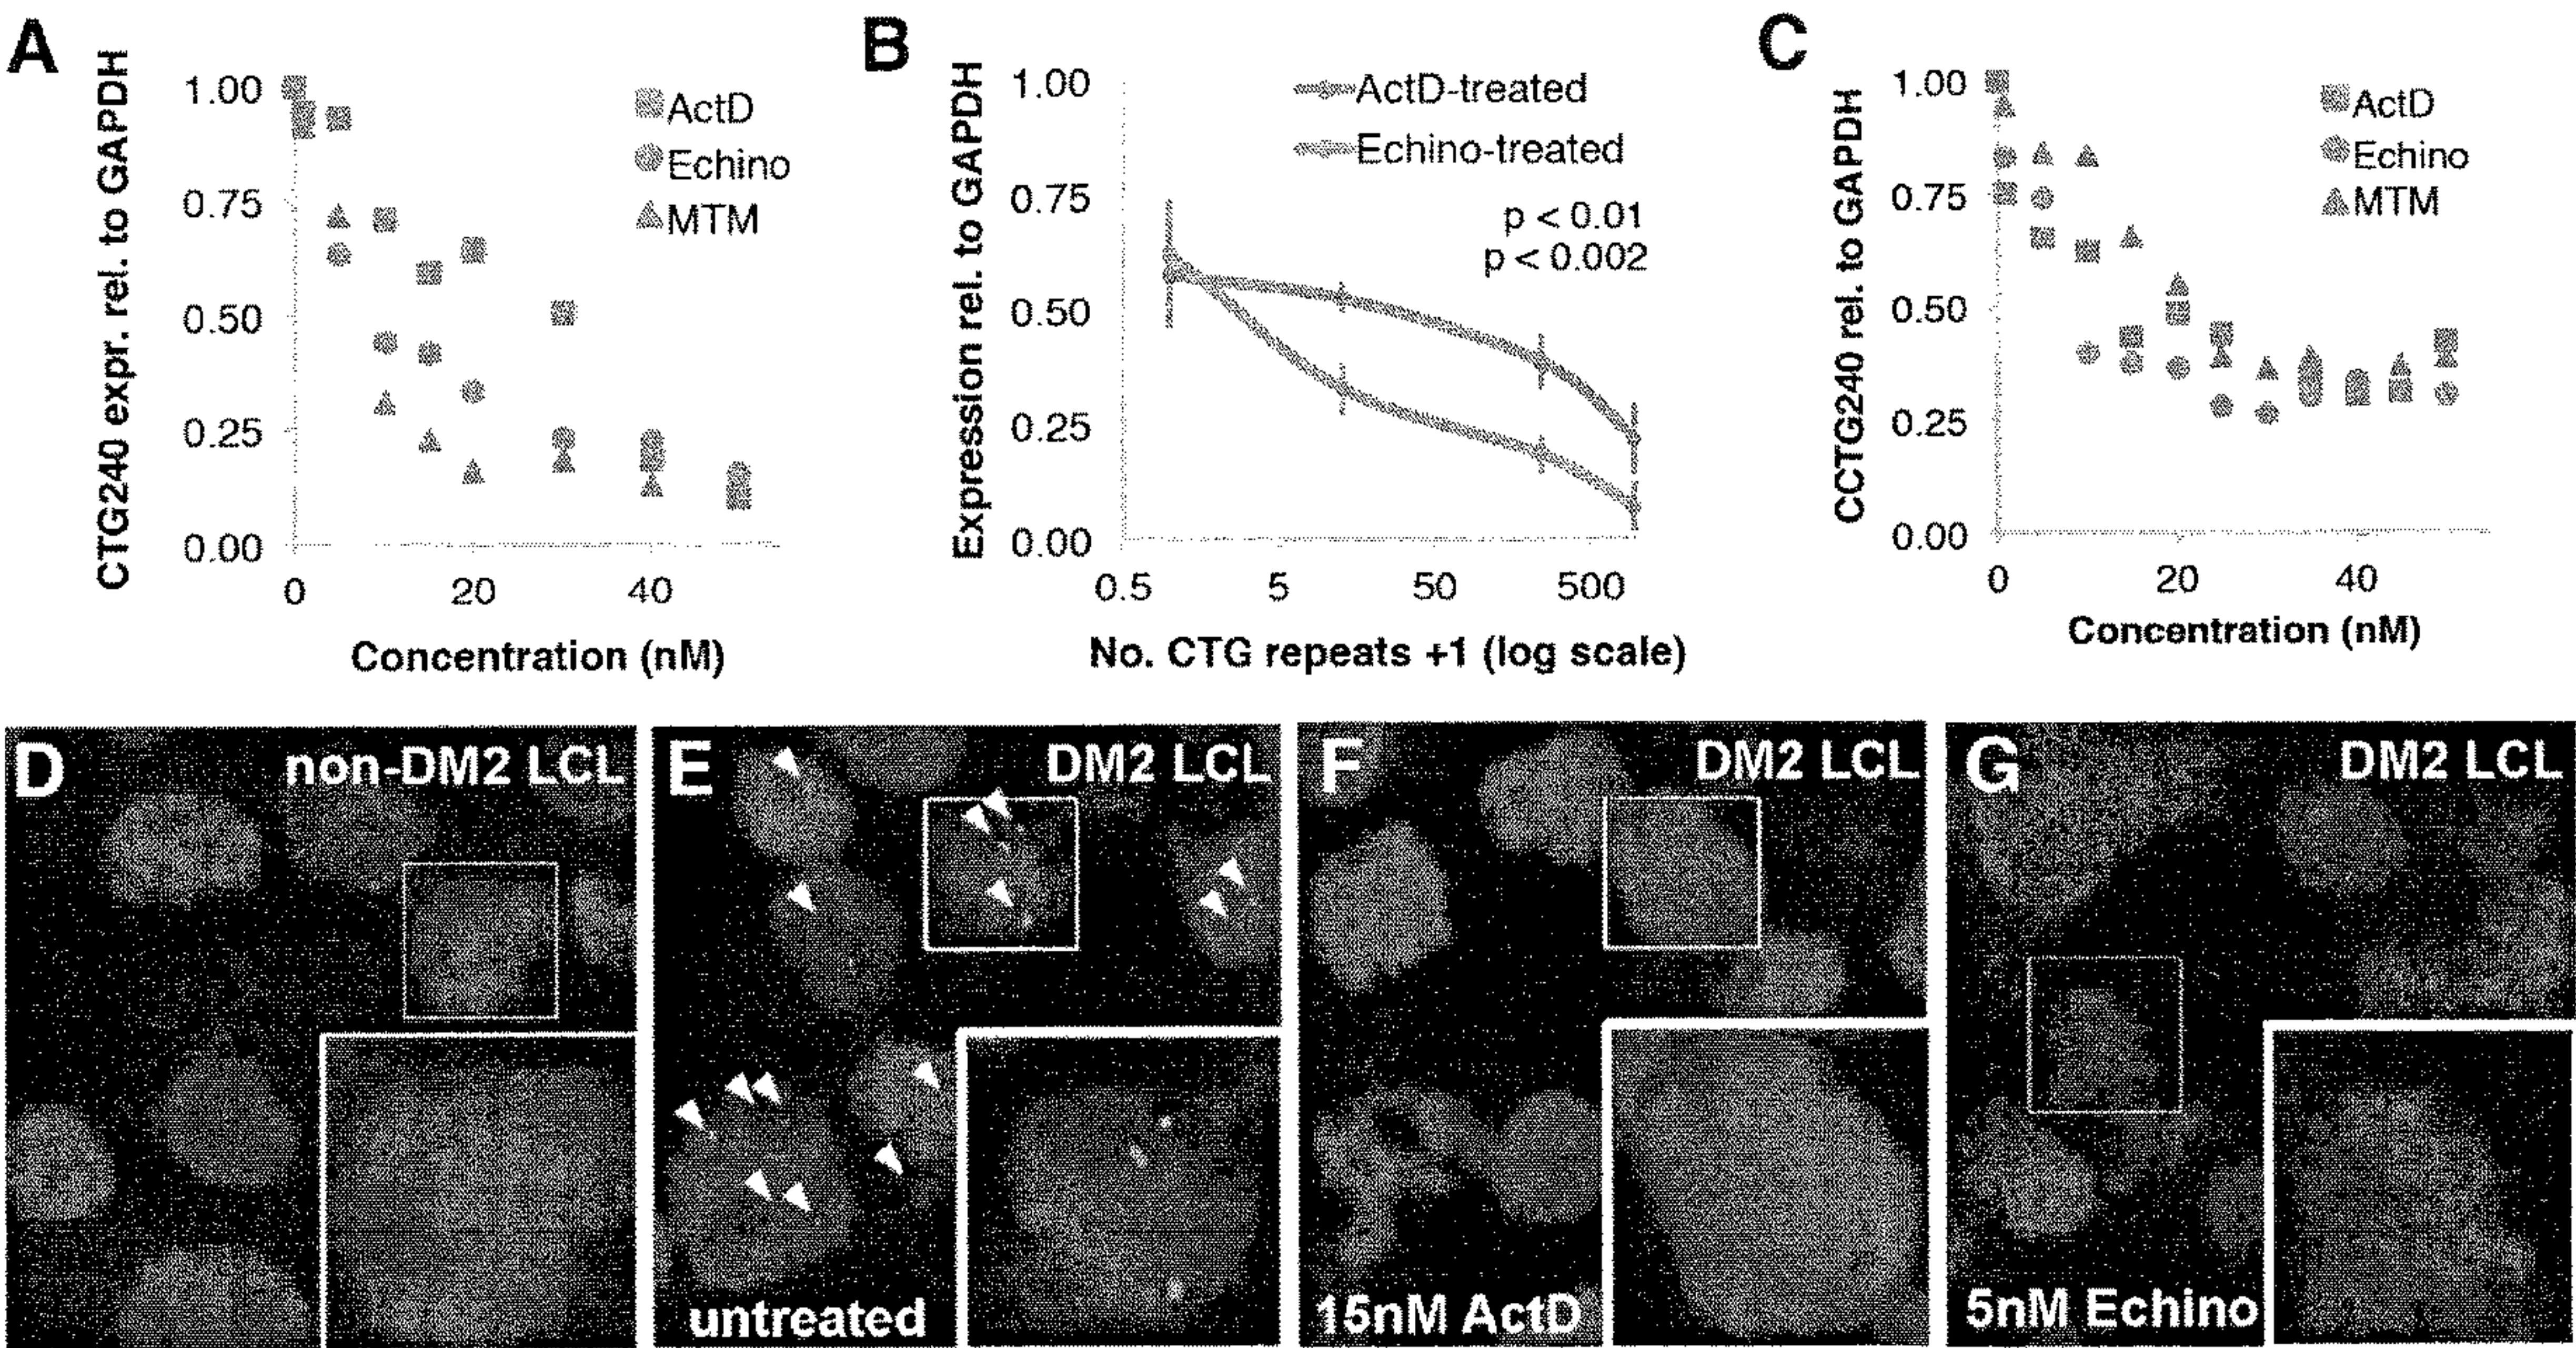 A
CTG240 expr. rel. to GAPDH
1.00
0.75
0.50
0.25
0.00
0
20
40
Concentration (nM)
ActD
Echino
MTM
B
Expression rel. to GAPDH
1.00
0.75
0.50
0.25
0.00
0.5
5
50
500
No. CTG repeats +1 (log scale)
ActD-treated
Echino-treated
p < 0.01
p < 0.002
C
CCTG240 rel. to GAPDH
1.00
0.75
0.50
0.25
0.00
0
20
40
Concentration (nM)
ActD
Echino
MTM
D
non-DM2 LCL
E
DM2 LCL
untreated
F
DM2 LCL
15nM ActD
G
DM2 LCL
5nM Echino